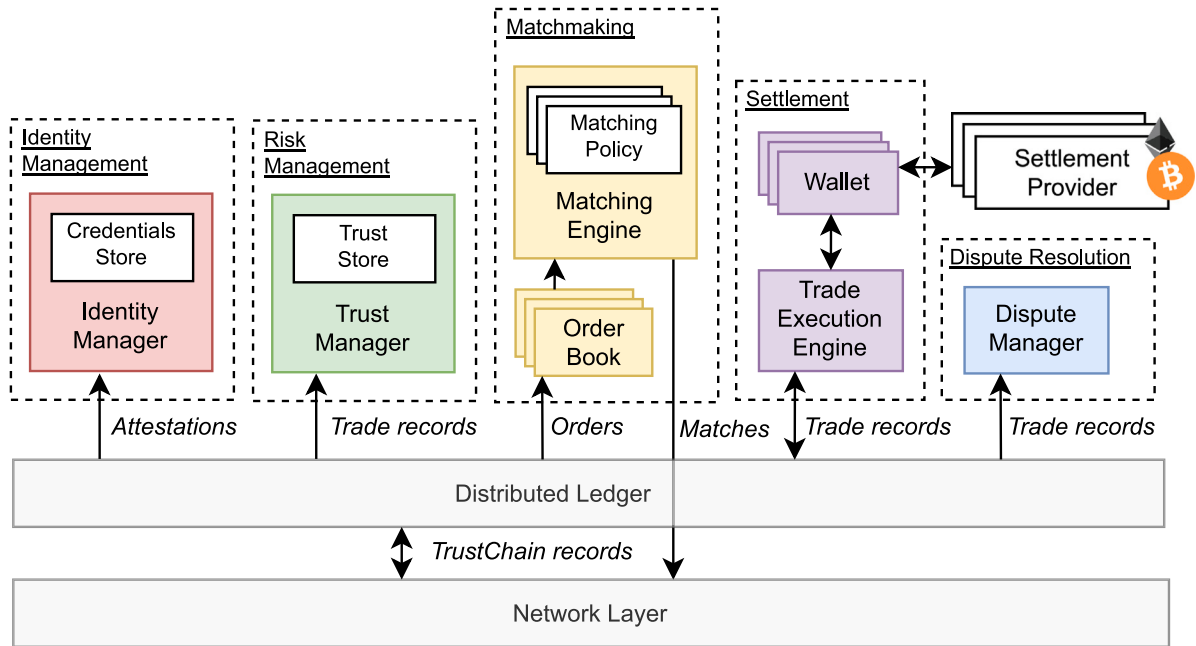 Matchmaking
Matching
Policy
Matching
Engine
Order
Book
Identity
Management
Credentials
Store
Identity
Manager
Risk
Management
Trust
Store
Trust
Manager
Settlement
Wallet
Trade
Execution
Engine
Settlement
Provider
Dispute Resolution
Dispute
Manager
Attestations
Trade records
Orders
Matches
Trade records
Trade records
Distributed Ledger
TrustChain records
Network Layer